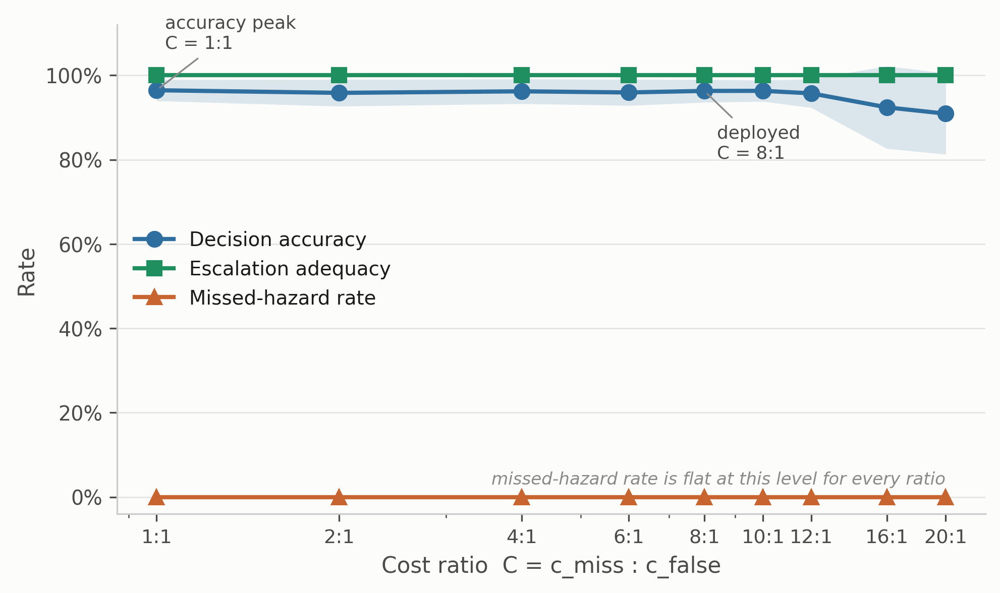 accuracy peak
C = 1:1
100%
80%
60%
40%
20%
0%
Rate
deployed
C = 8:1
Decision accuracy
Escalation adequacy
Missed-hazard rate
missed-hazard rate is flat at this level for every ratio
1:1 2:1 4:1 6:1 8:1 10:1 12:1 16:1 20:1
Cost ratio  C = c_miss : c_false